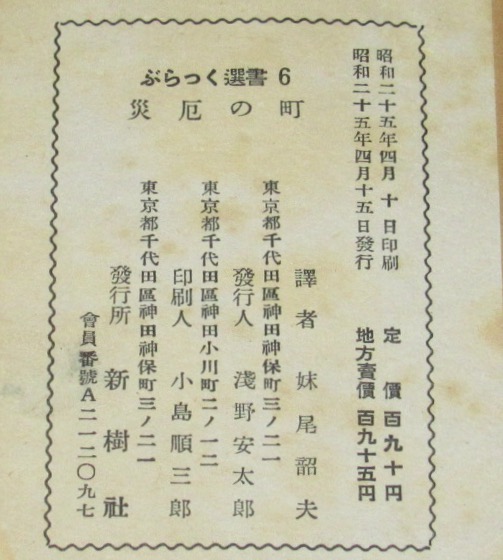 昭和二十五年四月 十 日印刷
昭和二十五年四月十五日發行
定 價 百九十円
地方賣價 百九十五円
ぶらっく選書 6
災厄の町
譯者 妹尾韶夫
東京都千代田區神田神保町三ノ二一
發行人 淺野安太郎
東京都千代田區神田小川町二ノ一二
印刷人 小島順三郎
東京都千代田區神田神保町三ノ二一
發行所 新樹社
會員番號A二一二〇九七